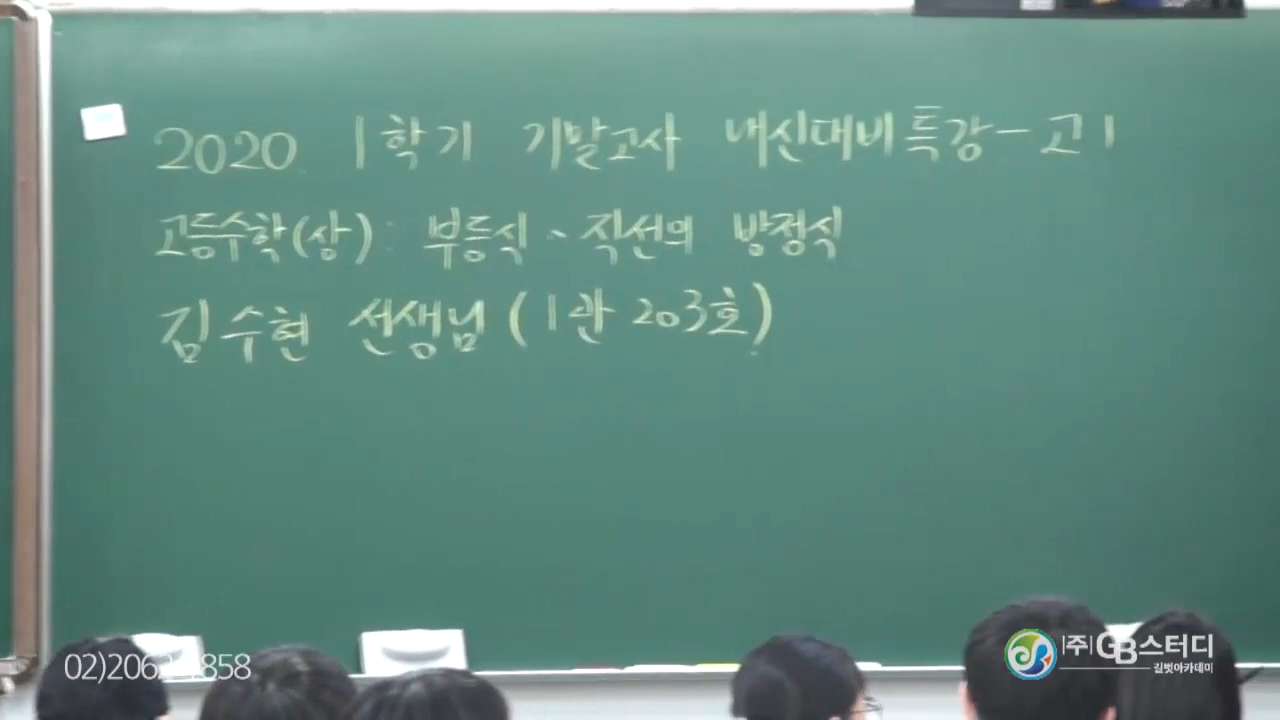 2020. 1학기 기말고사 내신대비특강-고1
고등수학(상): 부등식、직선의 방정식
김수현 선생님 (1관 203호)
(주)GB스터디
길벗아카데미